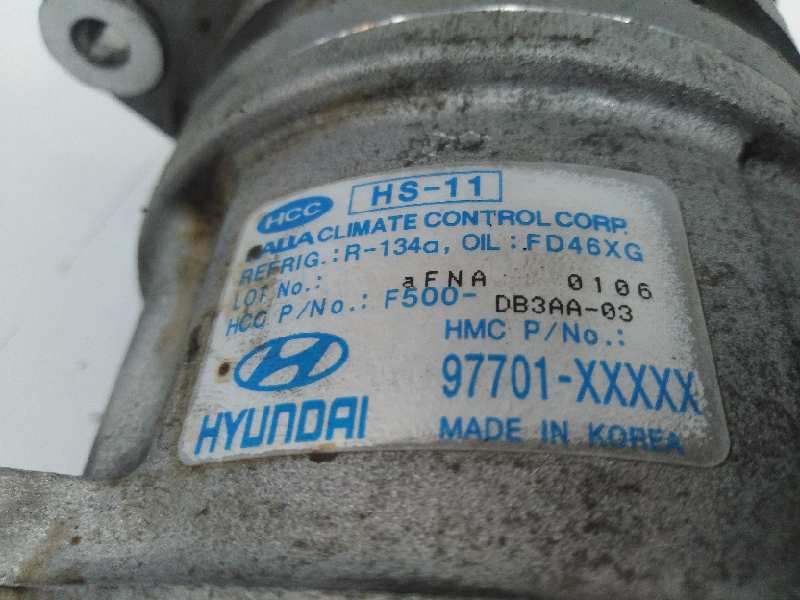 HCC HS-11
HALLA CLIMATE CONTROL CORP.
REFRIG.: R-134a, OIL : FD46XG
LOT No.: aFNA 0106
HCC P/No.: F500- DB3AA-03
HMC P/No.:
97701-XXXXX
HYUNDAI
MADE IN KOREA